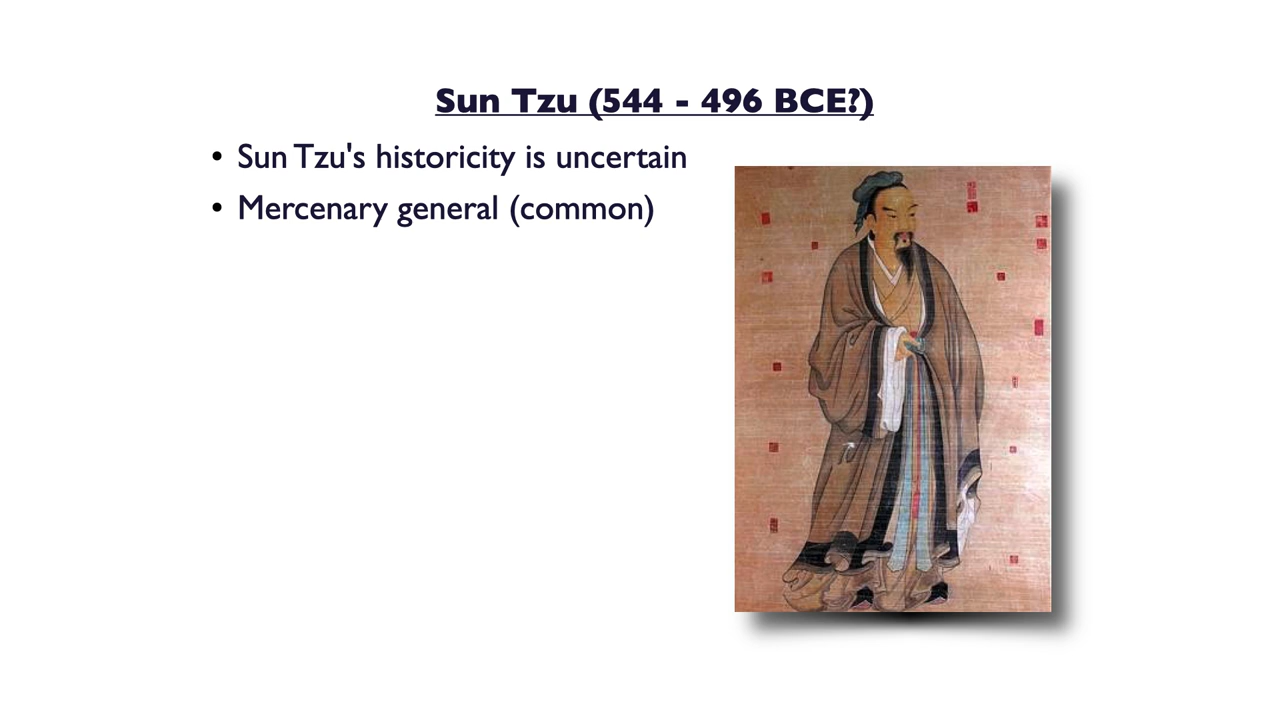 Sun Tzu (544 - 496 BCE?)
• Sun Tzu's historicity is uncertain
• Mercenary general (common)